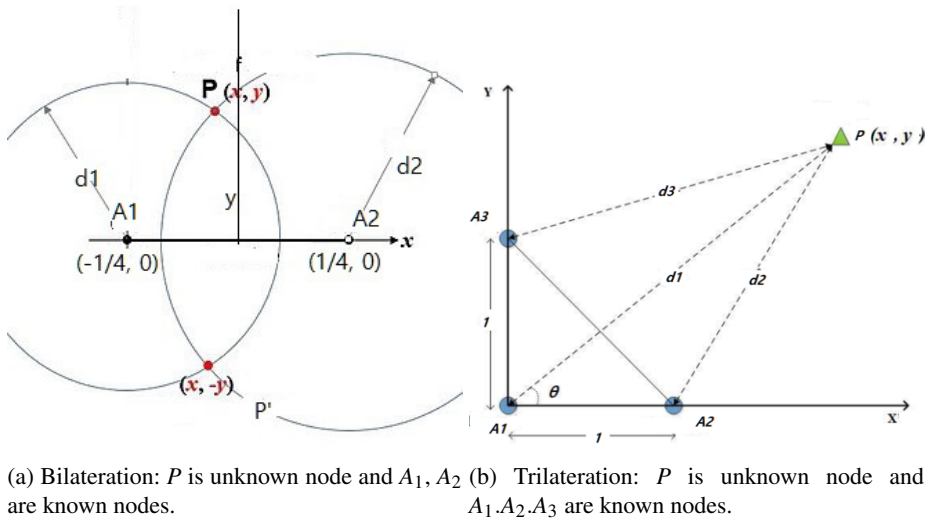 f
P (x, y)
d1
d2
y
A1
A2
x
(-1/4, 0)
(1/4, 0)
(x, -y)
P'
Y
P (x , y )
d3
A3
d1
d2
1
θ
A1
A2
X
1
(a) Bilateration: P is unknown node and A1, A2
are known nodes.
(b) Trilateration: P is unknown node and
A1.A2.A3 are known nodes.